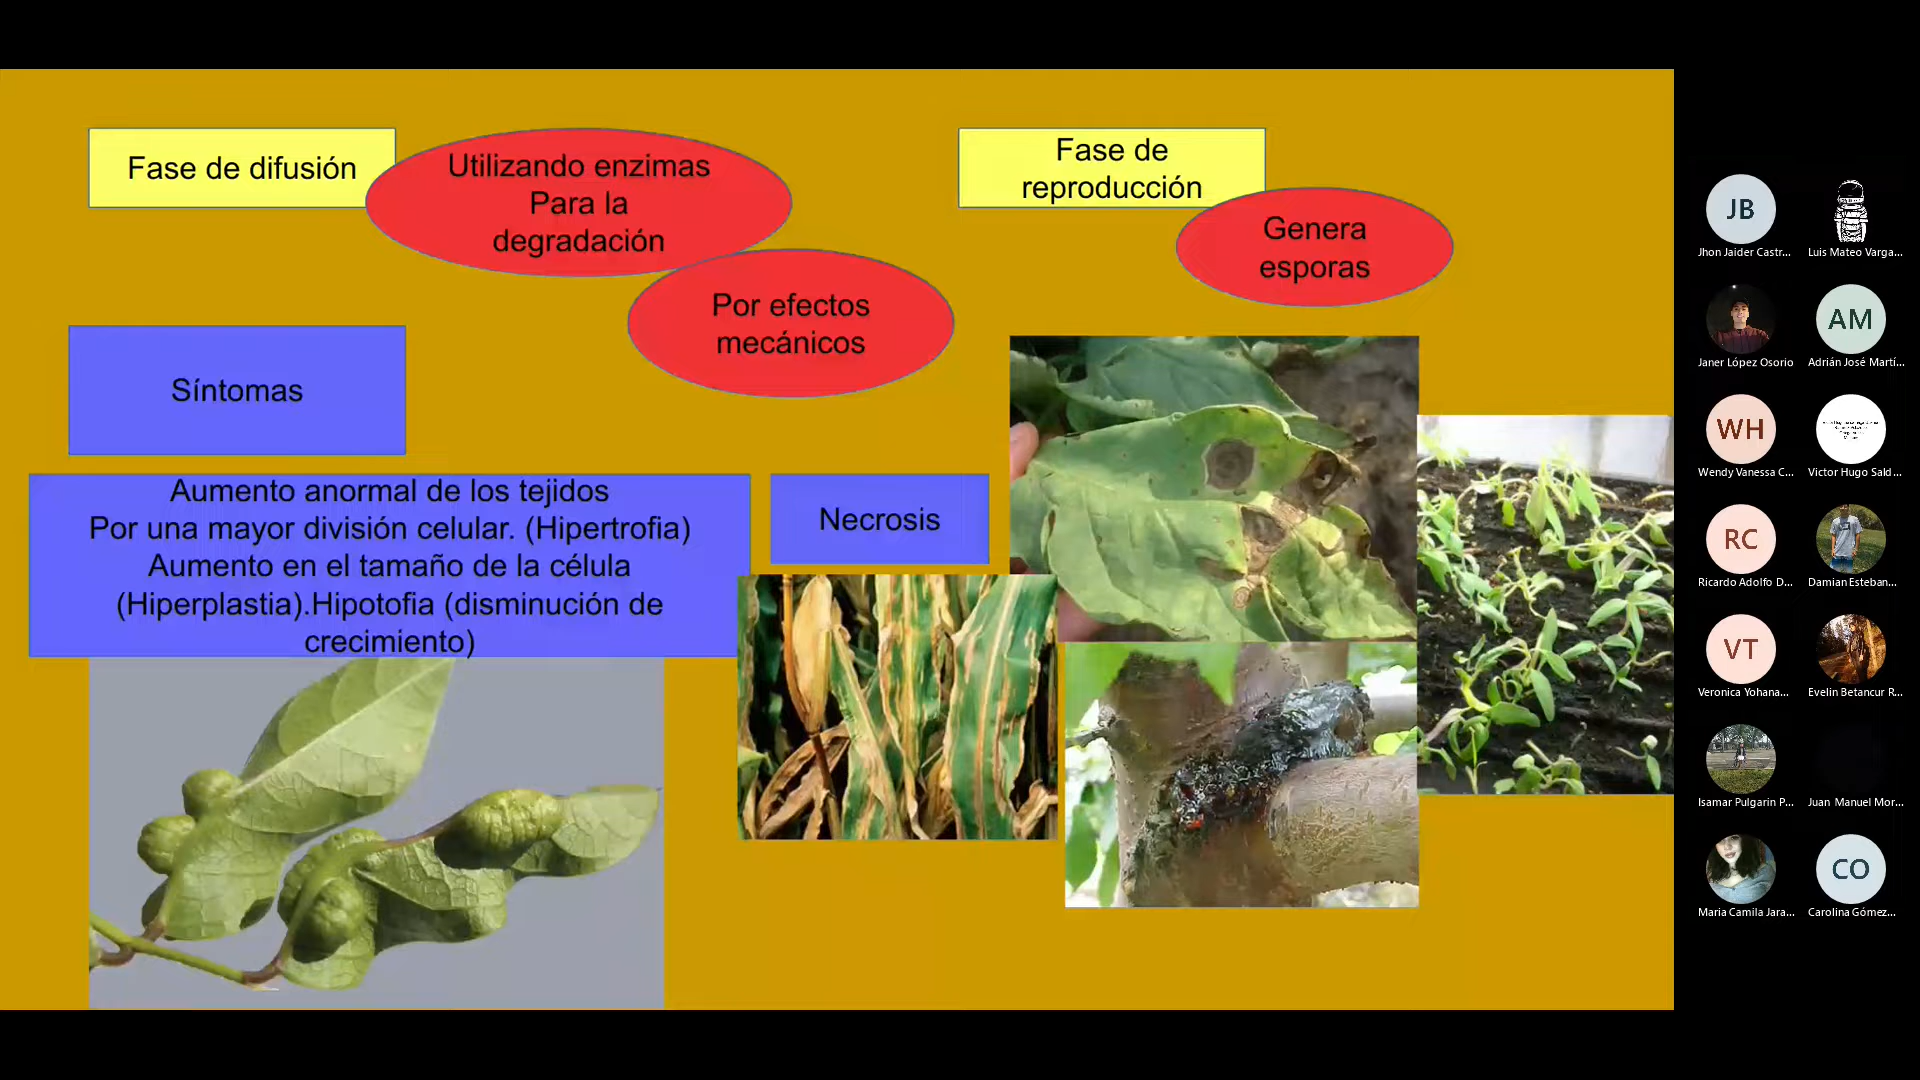 Fase de difusión
Utilizando enzimas
Para la
degradación
Por efectos
mecánicos
Fase de
reproducción
Genera
esporas
Síntomas
Aumento anormal de los tejidos
Por una mayor división celular. (Hipertrofia)
Aumento en el tamaño de la célula
(Hiperplastia).Hipotofia (disminución de
crecimiento)
Necrosis
JB
Jhon Jaider Castr...
Luis Mateo Varga...
Janer López Osorio
AM
Adrián José Martí...
WH
Wendy Vanessa C...
Victor Hugo Sald...
RC
Ricardo Adolfo D...
Damian Esteban...
VT
Veronica Yohana...
Evelin Betancur R...
Isamar Pulgarin P...
Juan Manuel Mor...
Maria Camila Jara...
CO
Carolina Gómez...